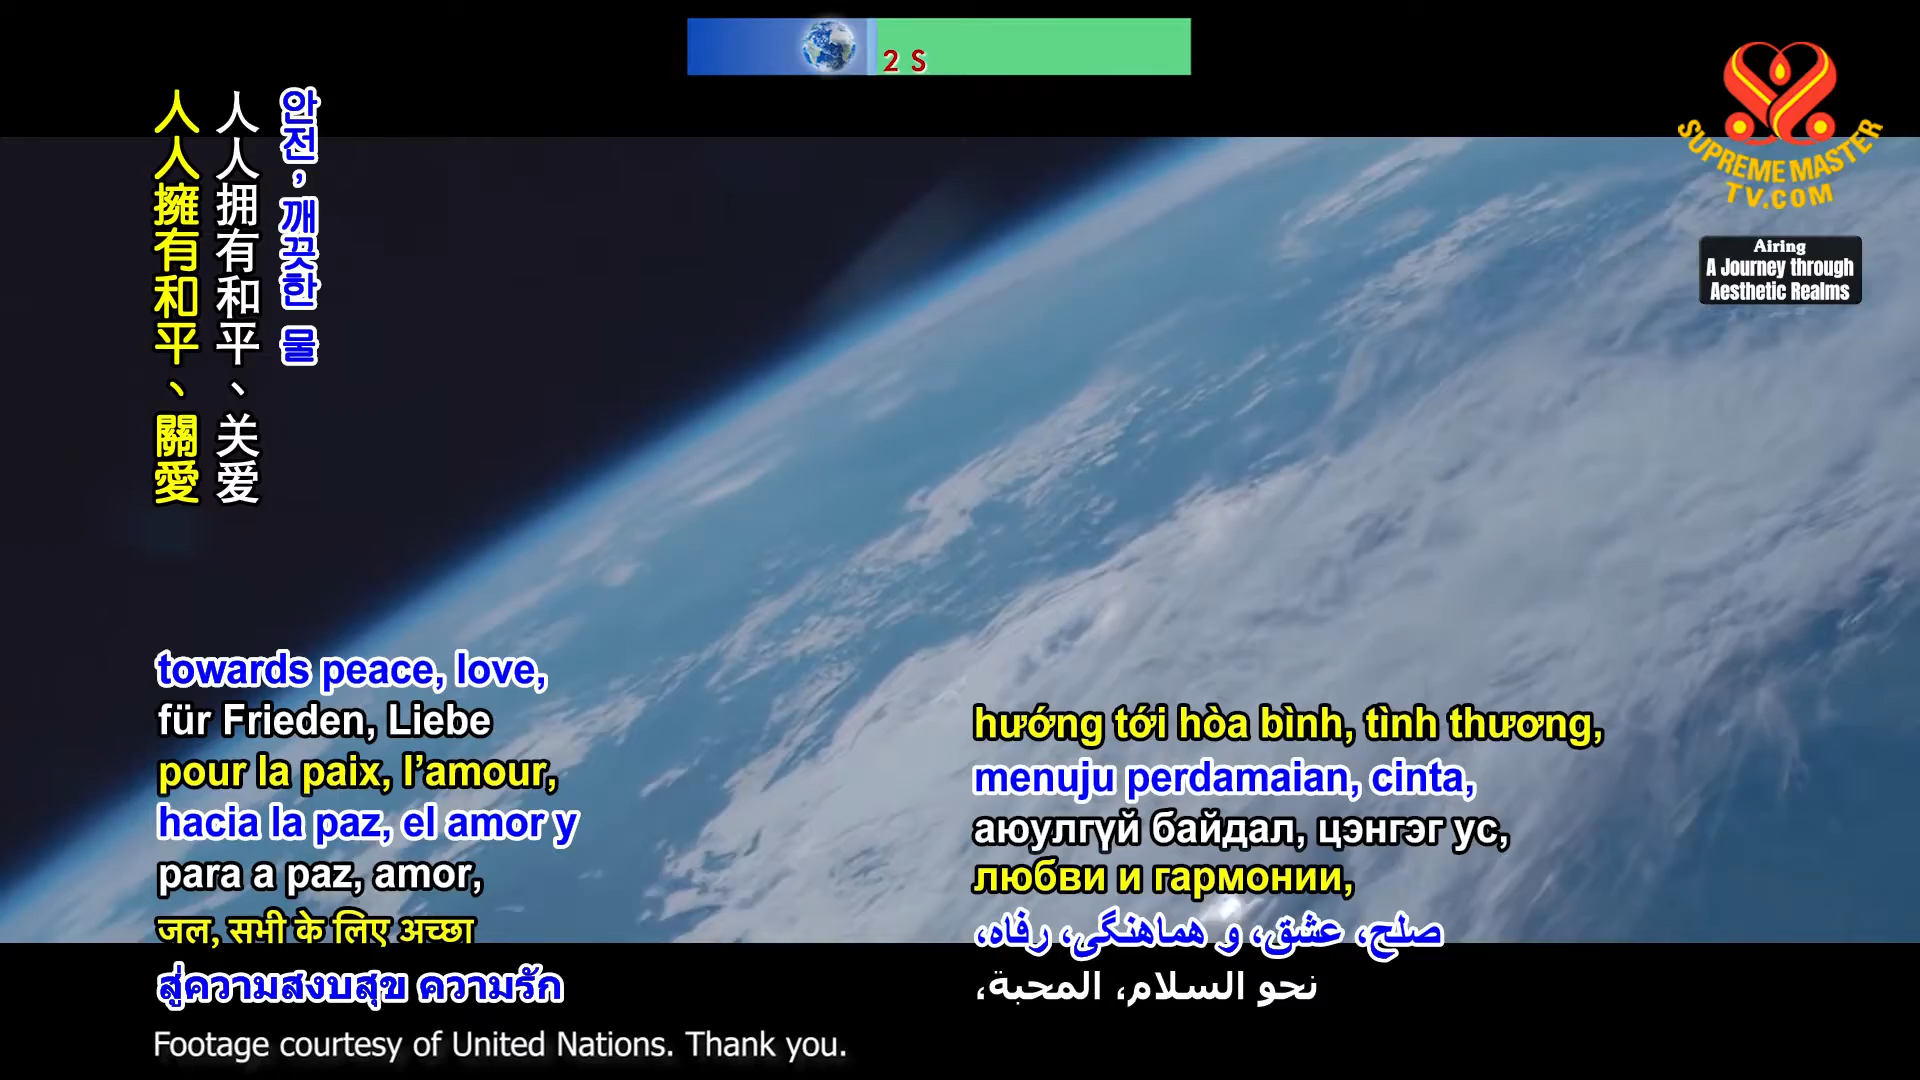 2 S
SUPREME MASTER
TV.COM
Airing
A Journey through
Aesthetic Realms
人人擁有和平、關愛
人人拥有和平、关爱
안전, 깨끗한 물
towards peace, love,
für Frieden, Liebe
pour la paix, l’amour,
hacia la paz, el amor y
para a paz, amor,
जल, सभी के लिए अच्छा
สู่ความสงบสุข ความรัก
hướng tới hòa bình, tình thương,
menuju perdamaian, cinta,
аюулгүй байдал, цэнгэг ус,
любви и гармонии,
صلح، عشق، و هماهنگی، رفاه،
نحو السلام، المحبة،
Footage courtesy of United Nations. Thank you.